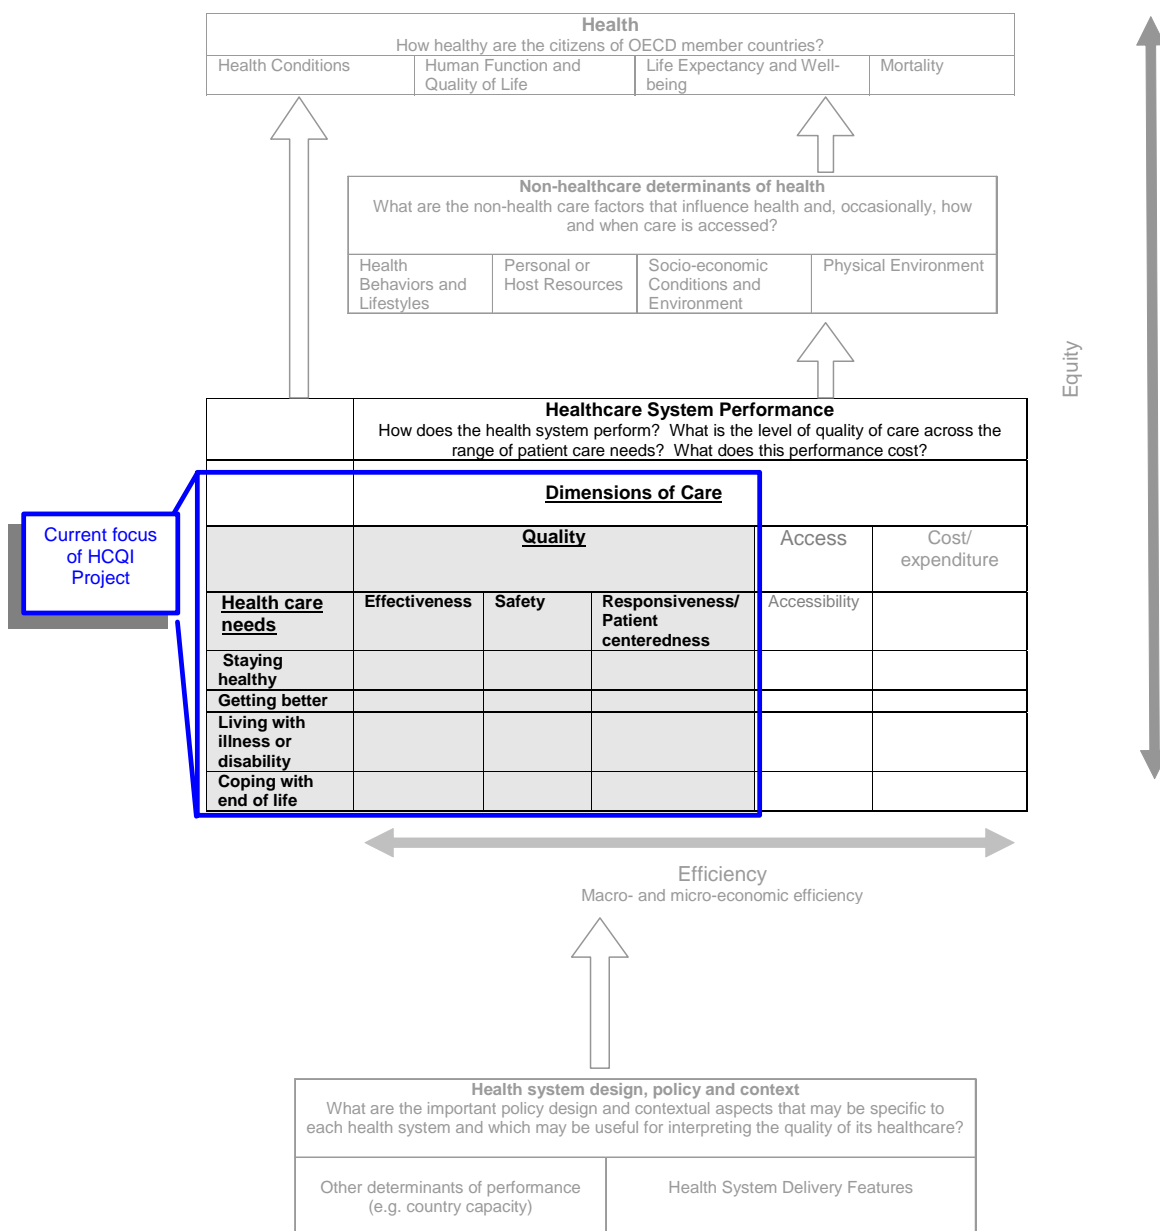 Health
How healthy are the citizens of OECD member countries?
Health Conditions
Human Function and
Quality of Life
Life Expectancy and Well-
being
Mortality
Non-healthcare determinants of health
What are the non-health care factors that influence health and, occasionally, how
and when care is accessed?
Health
Behaviors and
Lifestyles
Personal or
Host Resources
Socio-economic
Conditions and
Environment
Physical Environment
Equity
Healthcare System Performance
How does the health system perform? What is the level of quality of care across the
range of patient care needs? What does this performance cost?
Dimensions of Care
Current focus
of HCQI
Project
Quality
Access
Cost/
expenditure
Health care
needs
Effectiveness
Safety
Responsiveness/
Patient
centeredness
Accessibility
Staying
healthy
Getting better
Living with
illness or
disability
Coping with
end of life
Efficiency
Macro- and micro-economic efficiency
Health system design, policy and context
What are the important policy design and contextual aspects that may be specific to
each health system and which may be useful for interpreting the quality of its healthcare?
Other determinants of performance
(e.g. country capacity)
Health System Delivery Features